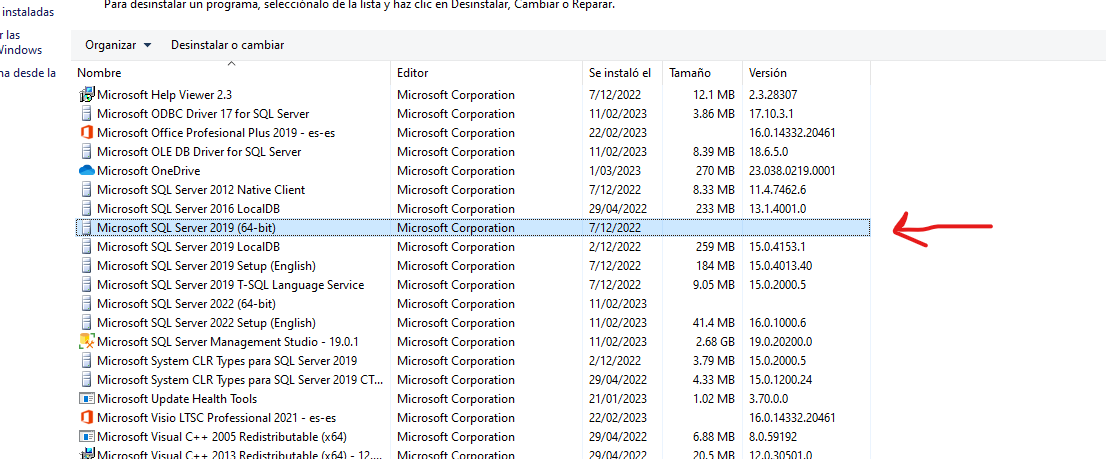 Para desinstalar un programa, selecciónalo de la lista y haz clic en Desinstalar, Cambiar o Reparar.
instaladas
r las
Windows
na desde la
Organizar Desinstalar o cambiar
Nombre Editor Se instaló el Tamaño Versión
Microsoft Help Viewer 2.3 Microsoft Corporation 7/12/2022 12.1 MB 2.3.28307
Microsoft ODBC Driver 17 for SQL Server Microsoft Corporation 11/02/2023 3.86 MB 17.10.3.1
Microsoft Office Profesional Plus 2019 - es-es Microsoft Corporation 22/02/2023 16.0.14332.20461
Microsoft OLE DB Driver for SQL Server Microsoft Corporation 11/02/2023 8.39 MB 18.6.5.0
Microsoft OneDrive Microsoft Corporation 1/03/2023 270 MB 23.038.0219.0001
Microsoft SQL Server 2012 Native Client Microsoft Corporation 7/12/2022 8.33 MB 11.4.7462.6
Microsoft SQL Server 2016 LocalDB Microsoft Corporation 29/04/2022 233 MB 13.1.4001.0
Microsoft SQL Server 2019 (64-bit) Microsoft Corporation 7/12/2022
Microsoft SQL Server 2019 LocalDB Microsoft Corporation 2/12/2022 259 MB 15.0.4153.1
Microsoft SQL Server 2019 Setup (English) Microsoft Corporation 7/12/2022 184 MB 15.0.4013.40
Microsoft SQL Server 2019 T-SQL Language Service Microsoft Corporation 7/12/2022 9.05 MB 15.0.2000.5
Microsoft SQL Server 2022 (64-bit) Microsoft Corporation 11/02/2023
Microsoft SQL Server 2022 Setup (English) Microsoft Corporation 11/02/2023 41.4 MB 16.0.1000.6
Microsoft SQL Server Management Studio - 19.0.1 Microsoft Corporation 11/02/2023 2.68 GB 19.0.20200.0
Microsoft System CLR Types para SQL Server 2019 Microsoft Corporation 2/12/2022 3.79 MB 15.0.2000.5
Microsoft System CLR Types para SQL Server 2019 CT... Microsoft Corporation 29/04/2022 4.33 MB 15.0.1200.24
Microsoft Update Health Tools Microsoft Corporation 21/01/2023 1.02 MB 3.70.0.0
Microsoft Visio LTSC Professional 2021 - es-es Microsoft Corporation 22/02/2023 16.0.14332.20461
Microsoft Visual C++ 2005 Redistributable (x64) Microsoft Corporation 29/04/2022 6.88 MB 8.0.59192
Microsoft Visual C++ 2013 Redistributable (x64) - 12.... Microsoft Corporation 29/04/2022 20.5 MB 12.0.30501.0